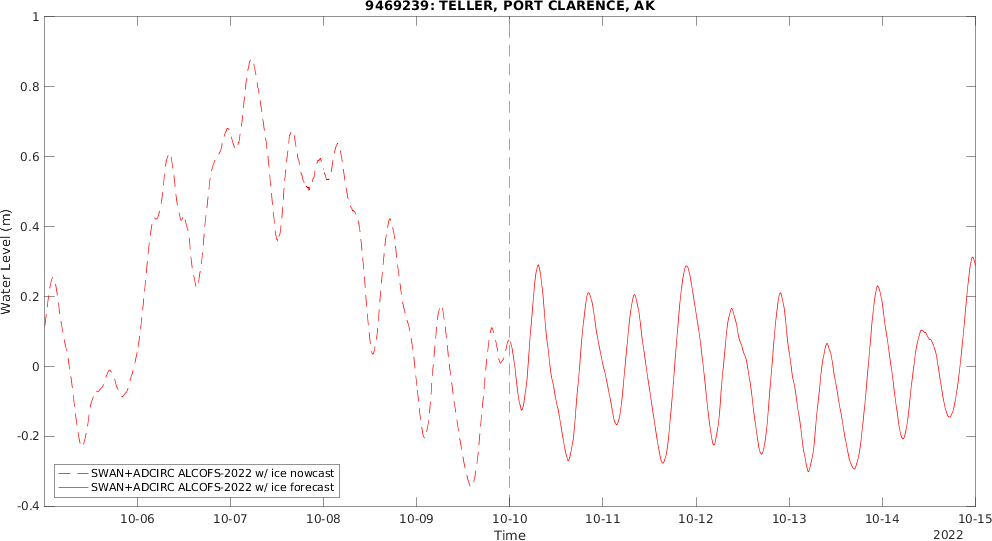 9469239: TELLER, PORT CLARENCE, AK
1
0.8
0.6
0.4
0.2
0
-0.2
-0.4
Water Level (m)
SWAN+ADCIRC ALCOFS-2022 w/ ice nowcast
SWAN+ADCIRC ALCOFS-2022 w/ ice forecast
10-06 10-07 10-08 10-09 10-10 10-11 10-12 10-13 10-14 10-15
Time
2022